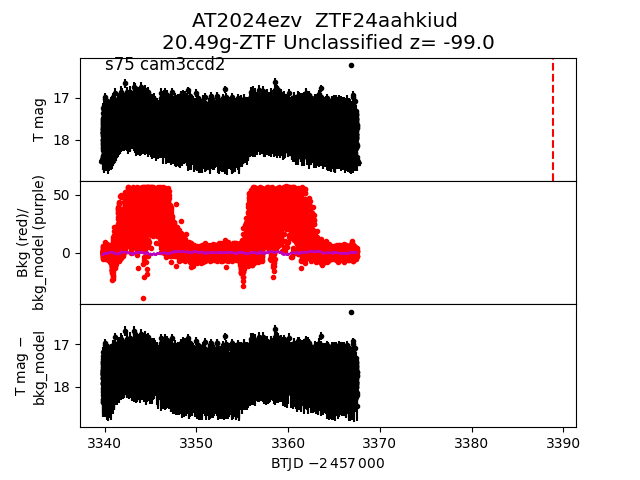 AT2024ezv  ZTF24aahkiud
20.49g-ZTF Unclassified z= -99.0
s75 cam3ccd2
T mag
17
18
Bkg (red)/
bkg_model (purple)
50
0
T mag −
bkg_model
17
18
3340 3350 3360 3370 3380 3390
BTJD −2 457 000